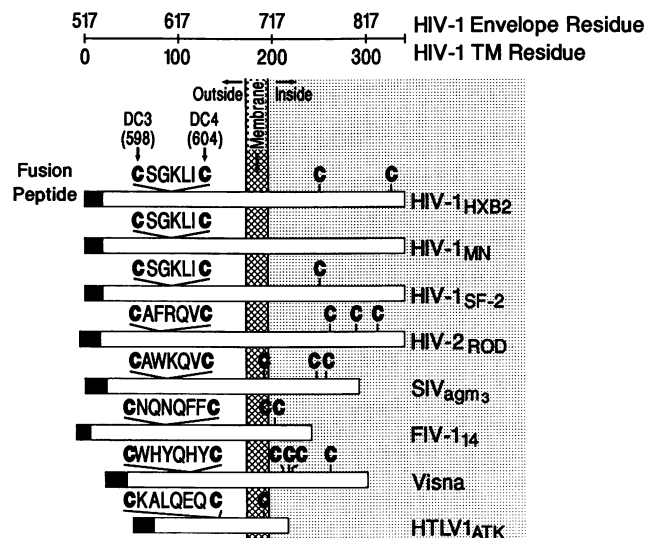 517 617 717 817 HIV-1 Envelope Residue
0 100 200 300 HIV-1 TM Residue
Outside Membrane Inside
DC3 DC4
(598) (604)
Fusion
Peptide
CSGKLIC C C
HIV-1HXB2
CSGKLIC
HIV-1MN
CSGKLIC C
HIV-1SF-2
CAFRQVC C C C
HIV-2ROD
CAWKQVC C C C
SIVagm3
CNQNQFFC C C
FIV-114
CWHYQHYC C C C C
Visna
CKALQEQC C
HTLV1ATK